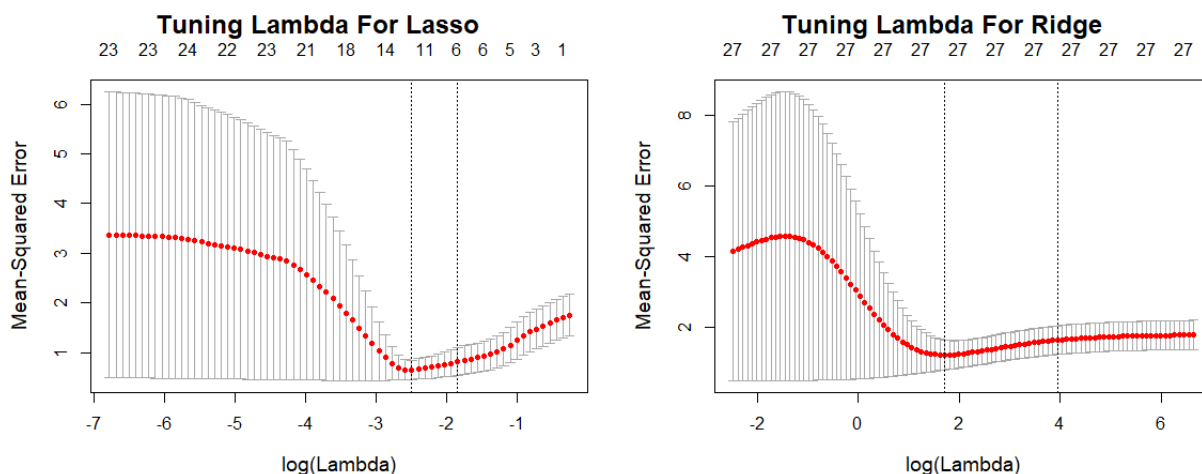 Tuning Lambda For Lasso
23 23 24 22 23 21 18 14 11 6 6 5 3 1
Mean-Squared Error
6
5
4
3
2
1
-7 -6 -5 -4 -3 -2 -1
log(Lambda)
Tuning Lambda For Ridge
27 27 27 27 27 27 27 27 27 27 27 27 27
Mean-Squared Error
8
6
4
2
-2 0 2 4 6
log(Lambda)